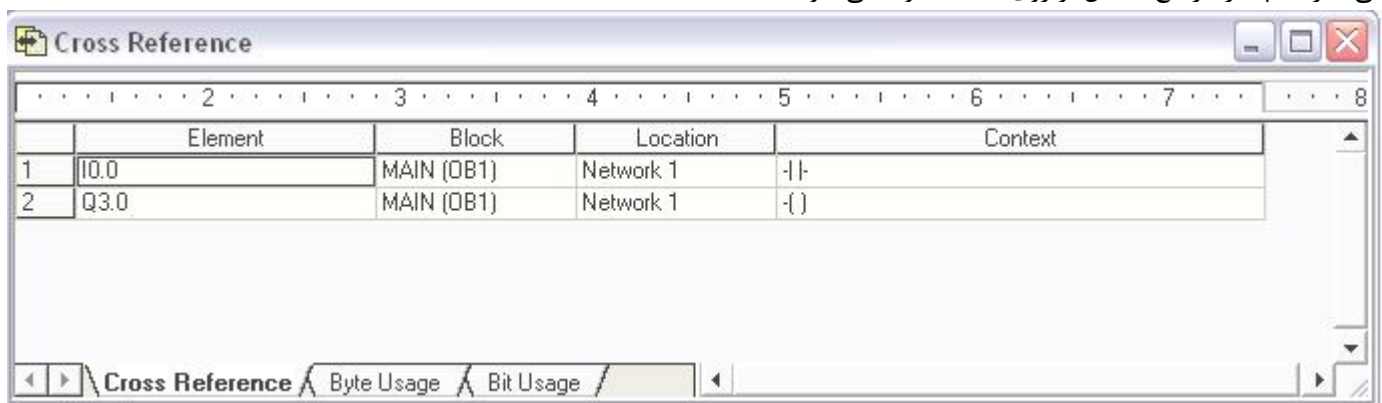 Cross Reference
2 3 4 5 6 7 8
Element Block Location Context
1 I0.0 MAIN (OB1) Network 1 -| |-
2 Q3.0 MAIN (OB1) Network 1 -( )
Cross Reference Byte Usage Bit Usage